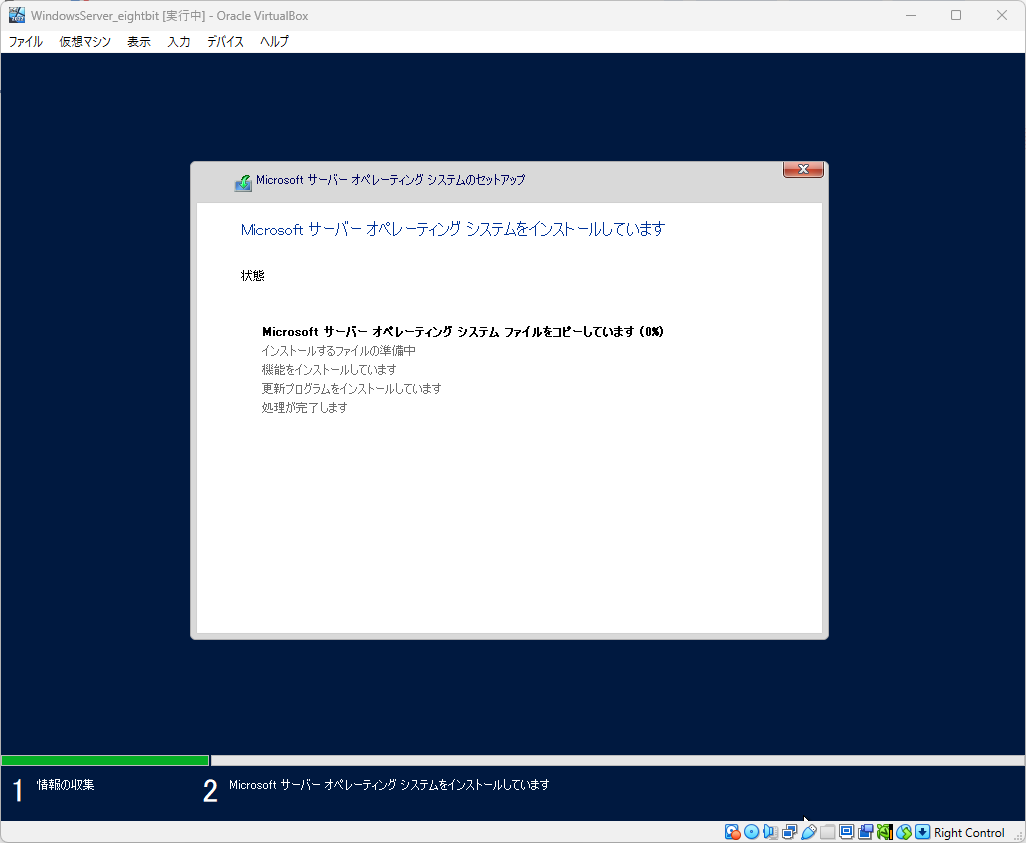 WindowsServer_eightbit [実行中] - Oracle VirtualBox
ファイル 仮想マシン 表示 入力 デバイス ヘルプ
Microsoft サーバー オペレーティング システムのセットアップ
Microsoft サーバー オペレーティング システムをインストールしています
状態
Microsoft サーバー オペレーティング システム ファイルをコピーしています (0%)
インストールするファイルの準備中
機能をインストールしています
更新プログラムをインストールしています
処理が完了します
1 情報の収集 2 Microsoft サーバー オペレーティング システムをインストールしています
Right Control